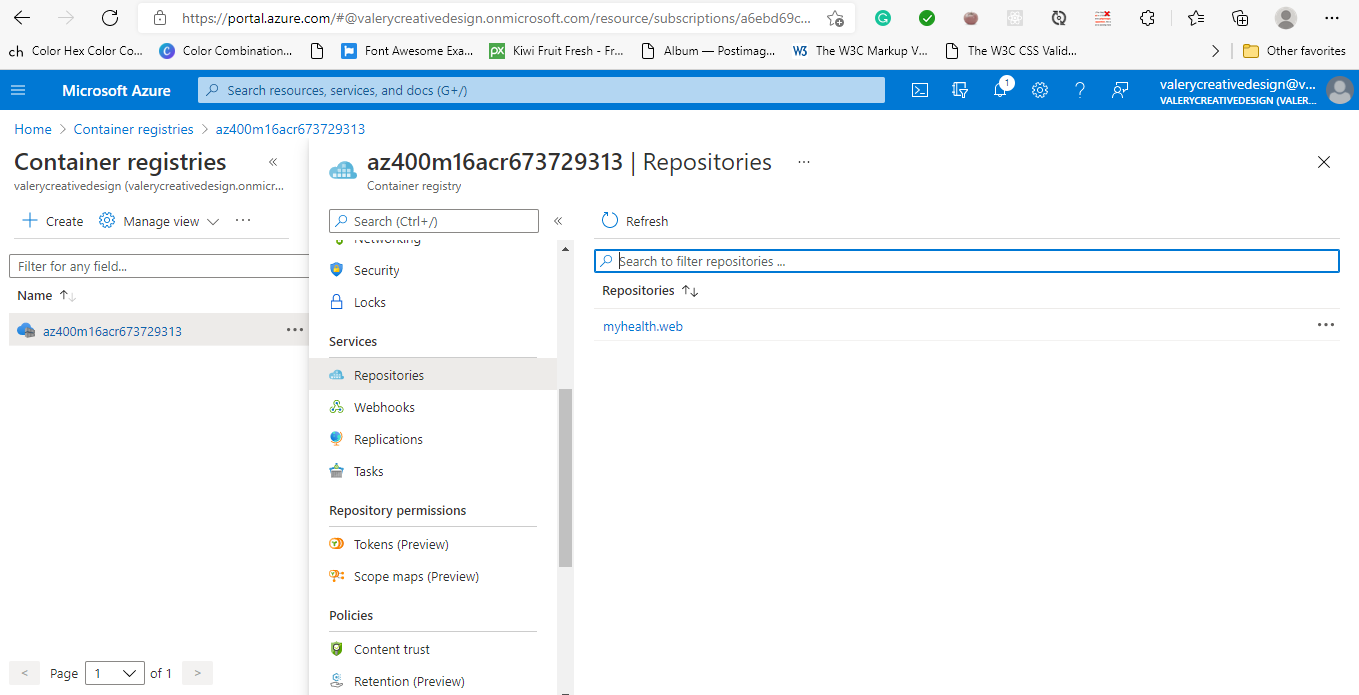 https://portal.azure.com/#@valerycreativedesign.onmicrosoft.com/resource/subscriptions/a6ebd69c...
ch Color Hex Color Co... C Color Combination... Font Awesome Exa... px Kiwi Fruit Fresh - Fr... Album — Postimag... W3 The W3C Markup V... The W3C CSS Valid... Other favorites
Microsoft Azure
Search resources, services, and docs (G+/)
1
valerycreativedesign@v...
VALERYCREATIVEDESIGN (VALER...
Home > Container registries > az400m16acr673729313
Container registries «
valerycreativedesign (valerycreativedesign.onmicr...
+ Create Manage view ...
Filter for any field...
Name ↑↓
az400m16acr673729313 ...
< Page 1 of 1 >
az400m16acr673729313 | Repositories ...
Container registry
Search (Ctrl+/) «
Networking
Security
Locks
Services
Repositories
Webhooks
Replications
Tasks
Repository permissions
Tokens (Preview)
Scope maps (Preview)
Policies
Content trust
Retention (Preview)
Refresh
Search to filter repositories ...
Repositories ↑↓
myhealth.web ...